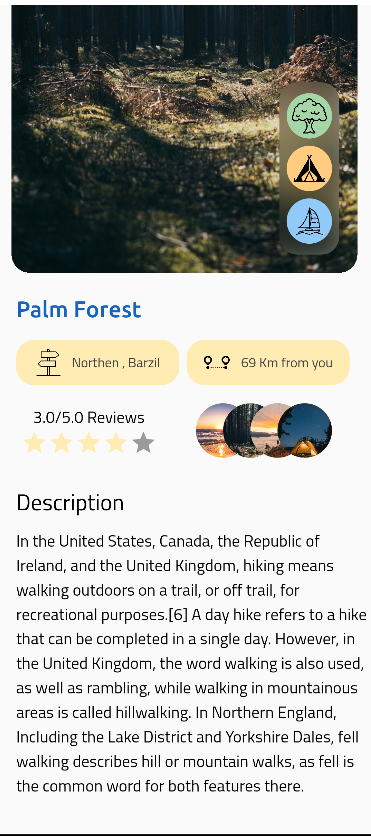 Palm Forest
Northen , Barzil
69 Km from you
3.0/5.0 Reviews
Description
In the United States, Canada, the Republic of
Ireland, and the United Kingdom, hiking means
walking outdoors on a trail, or off trail, for
recreational purposes.[6] A day hike refers to a hike
that can be completed in a single day. However, in
the United Kingdom, the word walking is also used,
as well as rambling, while walking in mountainous
areas is called hillwalking. In Northern England,
Including the Lake District and Yorkshire Dales, fell
walking describes hill or mountain walks, as fell is
the common word for both features there.